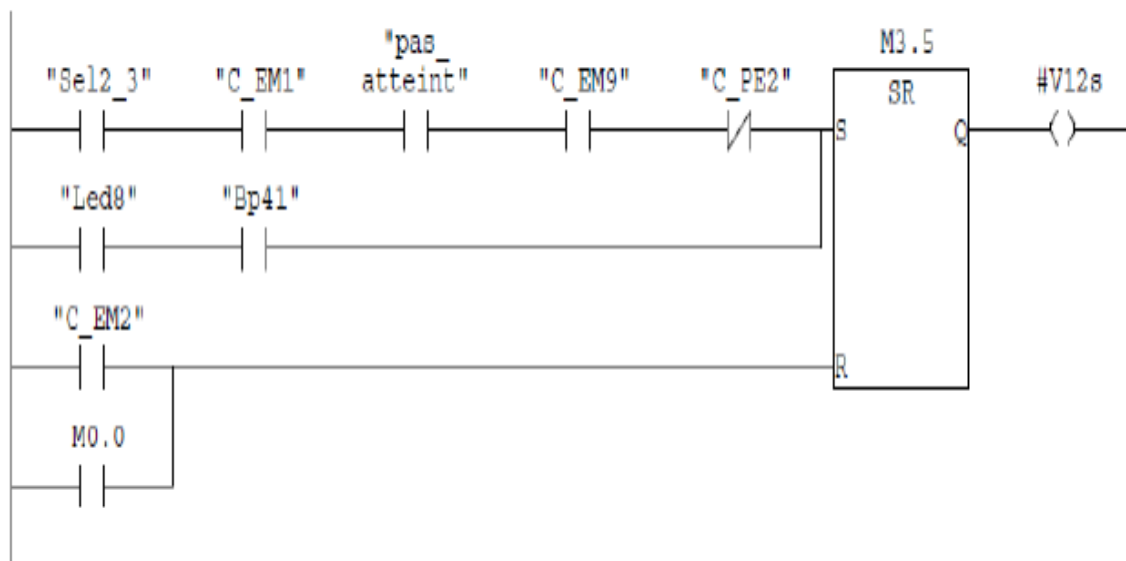 "pas_
M3.5
"Sel2_3" "C_EM1" atteint" "C_EM9" "C_PE2" SR #V12s
S Q
"Led8" "Bp41"
"C_EM2"
R
M0.0